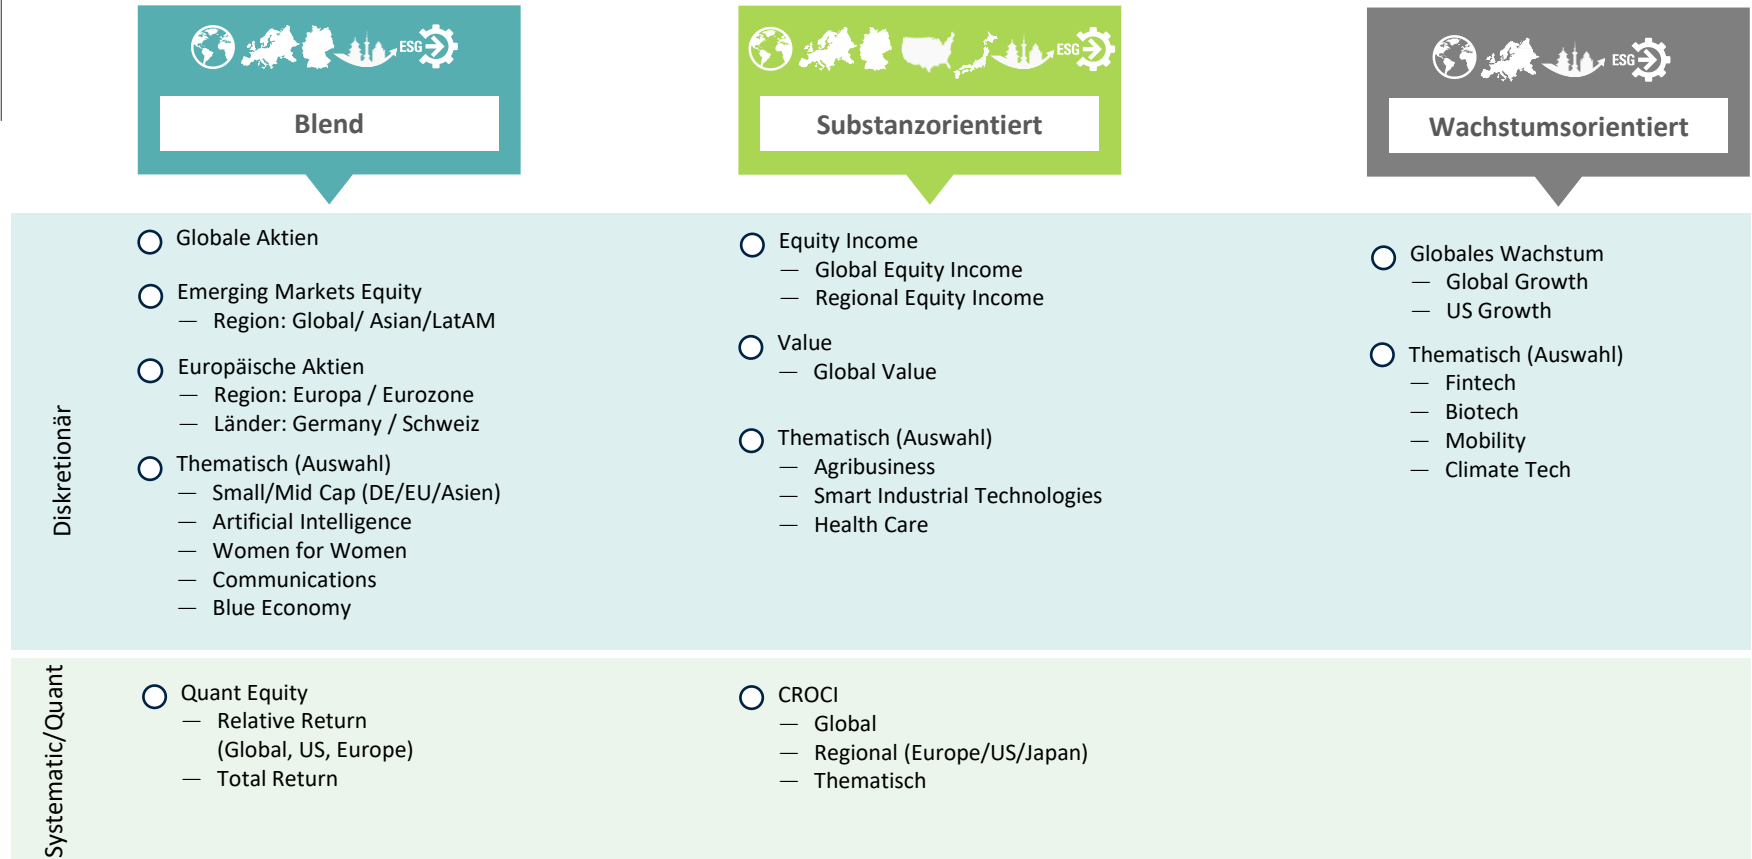 ESG
Blend
ESG
Substanzorientiert
ESG
Wachstumsorientiert
Diskretionär
Globale Aktien
Emerging Markets Equity
— Region: Global/ Asian/LatAM
Europäische Aktien
— Region: Europa / Eurozone
— Länder: Germany / Schweiz
Thematisch (Auswahl)
— Small/Mid Cap (DE/EU/Asien)
— Artificial Intelligence
— Women for Women
— Communications
— Blue Economy
Equity Income
— Global Equity Income
— Regional Equity Income
Value
— Global Value
Thematisch (Auswahl)
— Agribusiness
— Smart Industrial Technologies
— Health Care
Globales Wachstum
— Global Growth
— US Growth
Thematisch (Auswahl)
— Fintech
— Biotech
— Mobility
— Climate Tech
Systematic/Quant
Quant Equity
— Relative Return
(Global, US, Europe)
— Total Return
CROCI
— Global
— Regional (Europe/US/Japan)
— Thematisch